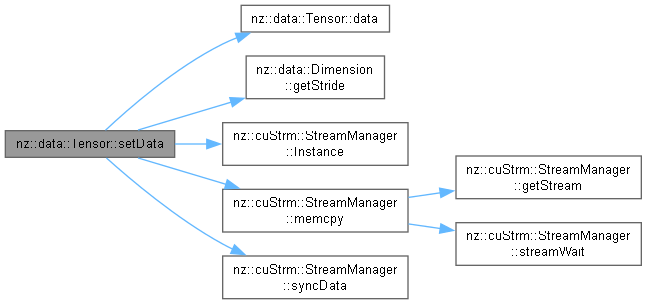 nz::data::Tensor::data
nz::data::Dimension
::getStride
nz::data::Tensor::setData
nz::cuStrm::StreamManager
::Instance
nz::cuStrm::StreamManager
::getStream
nz::cuStrm::StreamManager
::memcpy
nz::cuStrm::StreamManager
::streamWait
nz::cuStrm::StreamManager
::syncData